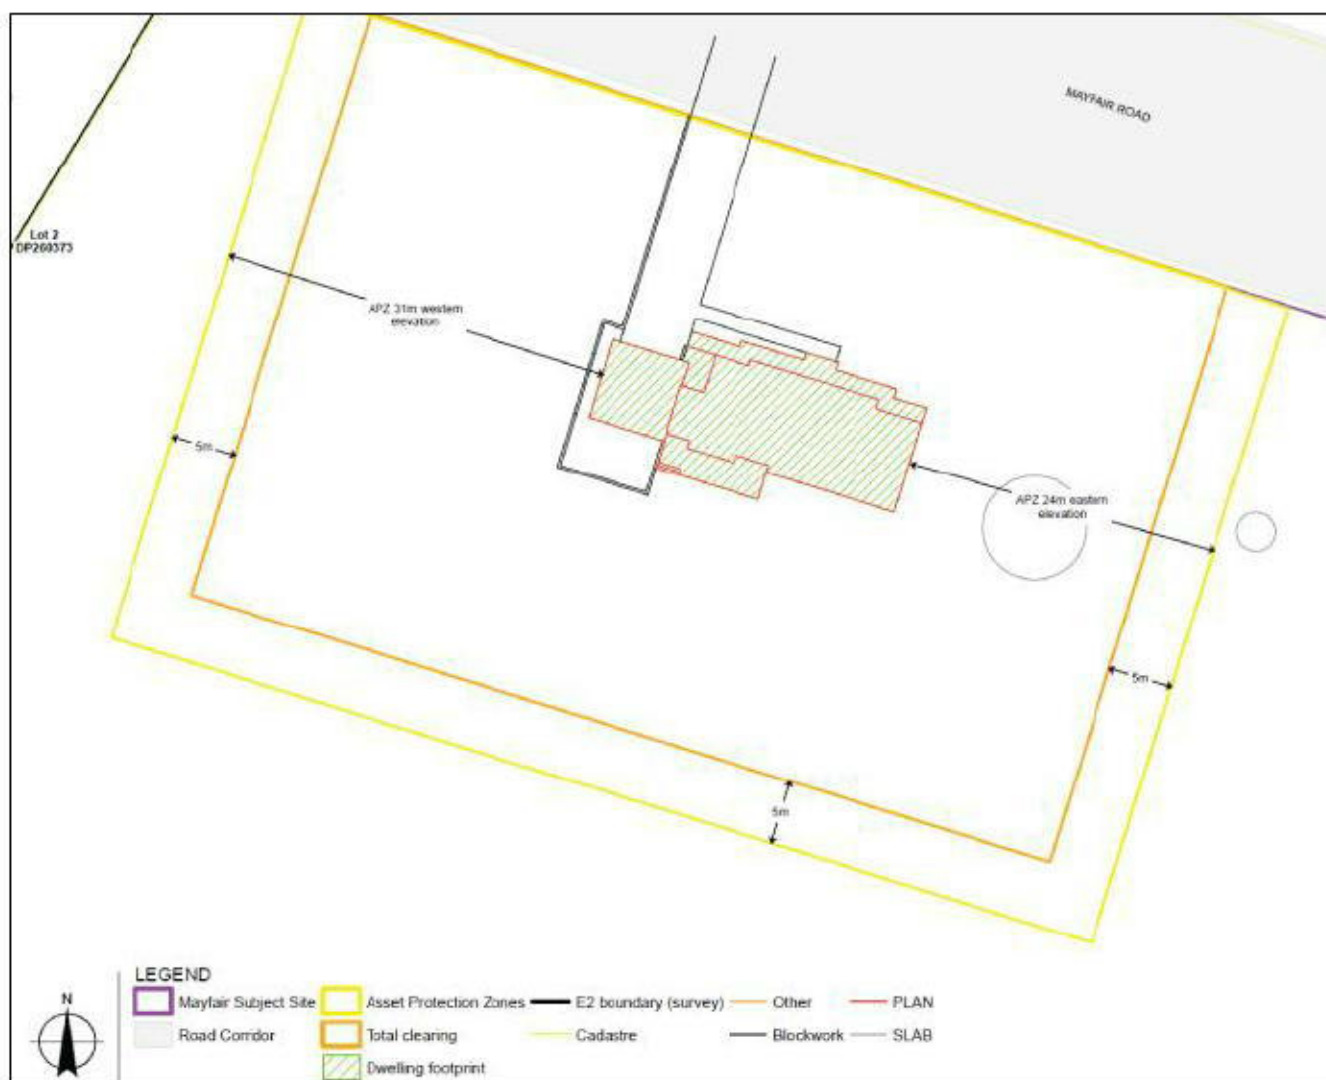 MAYFAIR ROAD
Lot 2
DP260373
APZ 31m western
elevation
5m
APZ 24m eastern
elevation
5m
5m
LEGEND
Mayfair Subject Site
Asset Protection Zones
E2 boundary (survey)
Other
PLAN
Road Corridor
Total clearing
Cadastre
Blockwork
SLAB
Dwelling footprint
N